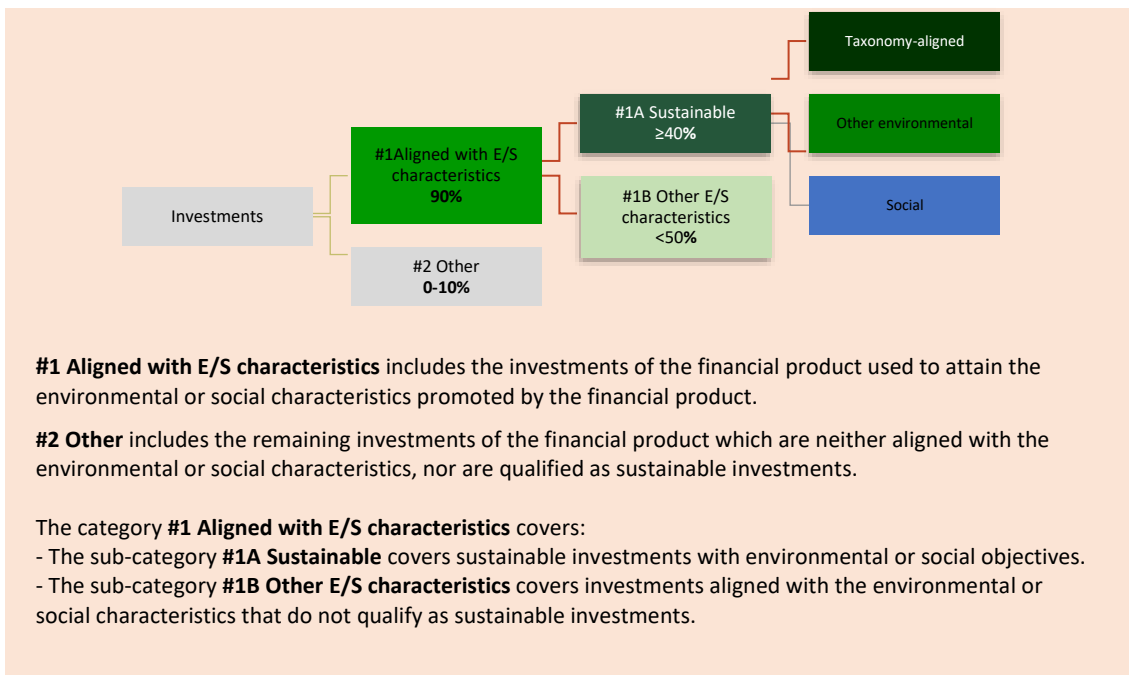 Taxonomy-aligned
#1A Sustainable
≥40%
Other environmental
#1Aligned with E/S
characteristics
90%
#1B Other E/S
characteristics
<50%
Social
Investments
#2 Other
0-10%
#1 Aligned with E/S characteristics includes the investments of the financial product used to attain the
environmental or social characteristics promoted by the financial product.
#2 Other includes the remaining investments of the financial product which are neither aligned with the
environmental or social characteristics, nor are qualified as sustainable investments.
The category #1 Aligned with E/S characteristics covers:
- The sub-category #1A Sustainable covers sustainable investments with environmental or social objectives.
- The sub-category #1B Other E/S characteristics covers investments aligned with the environmental or
social characteristics that do not qualify as sustainable investments.